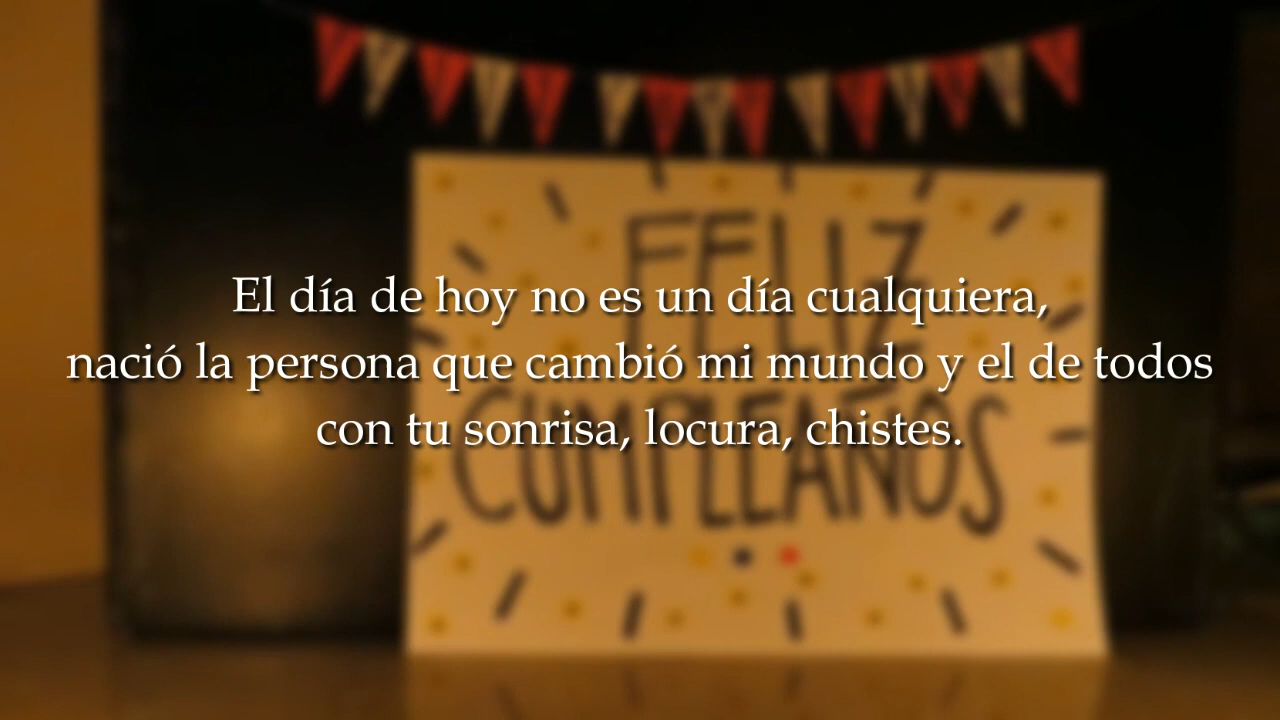 FELIZ
El día de hoy no es un día cualquiera,
nació la persona que cambió mi mundo y el de todos
con tu sonrisa, locura, chistes.
CUMPLEAÑOS